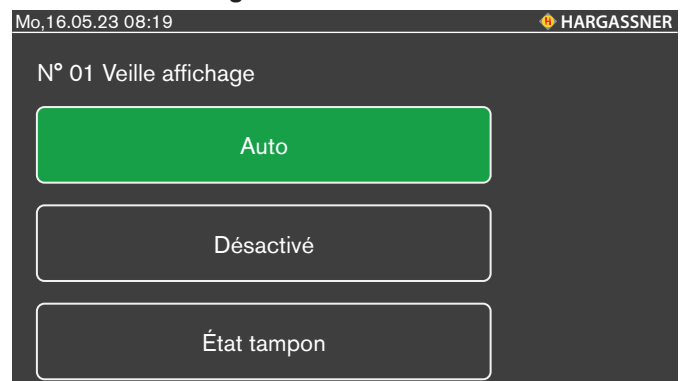 Mo,16.05.23 08:19 HARGASSNER
N° 01 Veille affichage
Auto
Désactivé
État tampon